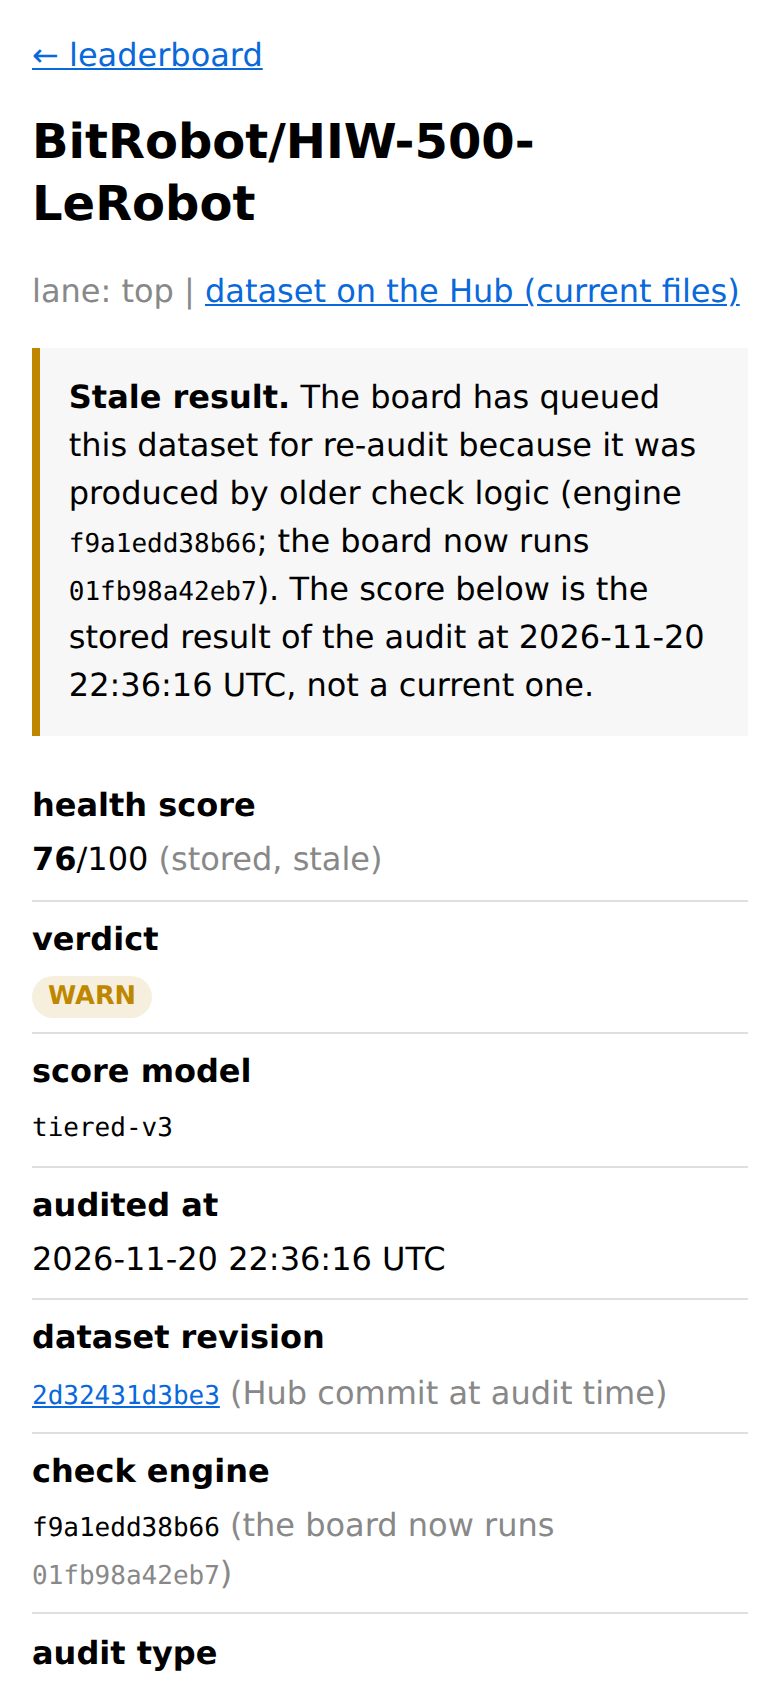 ← leaderboard
BitRobot/HIW-500-
LeRobot
lane: top | dataset on the Hub (current files)
Stale result. The board has queued
this dataset for re-audit because it was
produced by older check logic (engine
f9a1edd38b66; the board now runs
01fb98a42eb7). The score below is the
stored result of the audit at 2026-11-20
22:36:16 UTC, not a current one.
health score
76/100 (stored, stale)
verdict
WARN
score model
tiered-v3
audited at
2026-11-20 22:36:16 UTC
dataset revision
2d32431d3be3 (Hub commit at audit time)
check engine
f9a1edd38b66 (the board now runs
01fb98a42eb7)
audit type